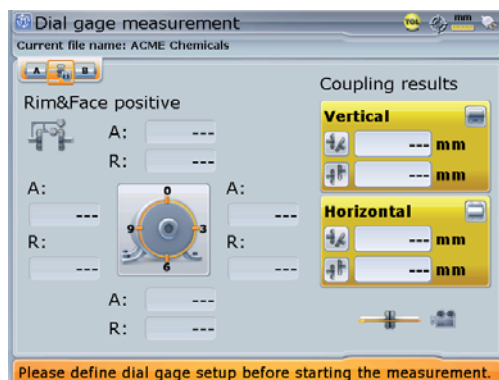 Dial gage measurement
TOL
mm
Current file name: ACME Chemicals
A
B
Rim&Face positive
A: ---
R: ---
A:
---
R:
---
0
9
3
6
A:
---
R:
---
A: ---
R: ---
Coupling results
Vertical
--- mm
--- mm
Horizontal
--- mm
--- mm
Please define dial gage setup before starting the measurement.